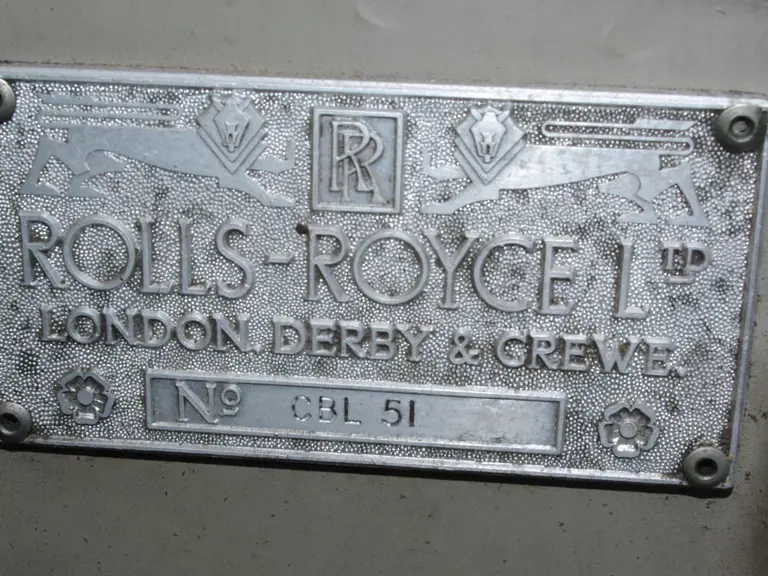 RR
ROLLS-ROYCE LTD
LONDON, DERBY & CREWE.
No CBL 51